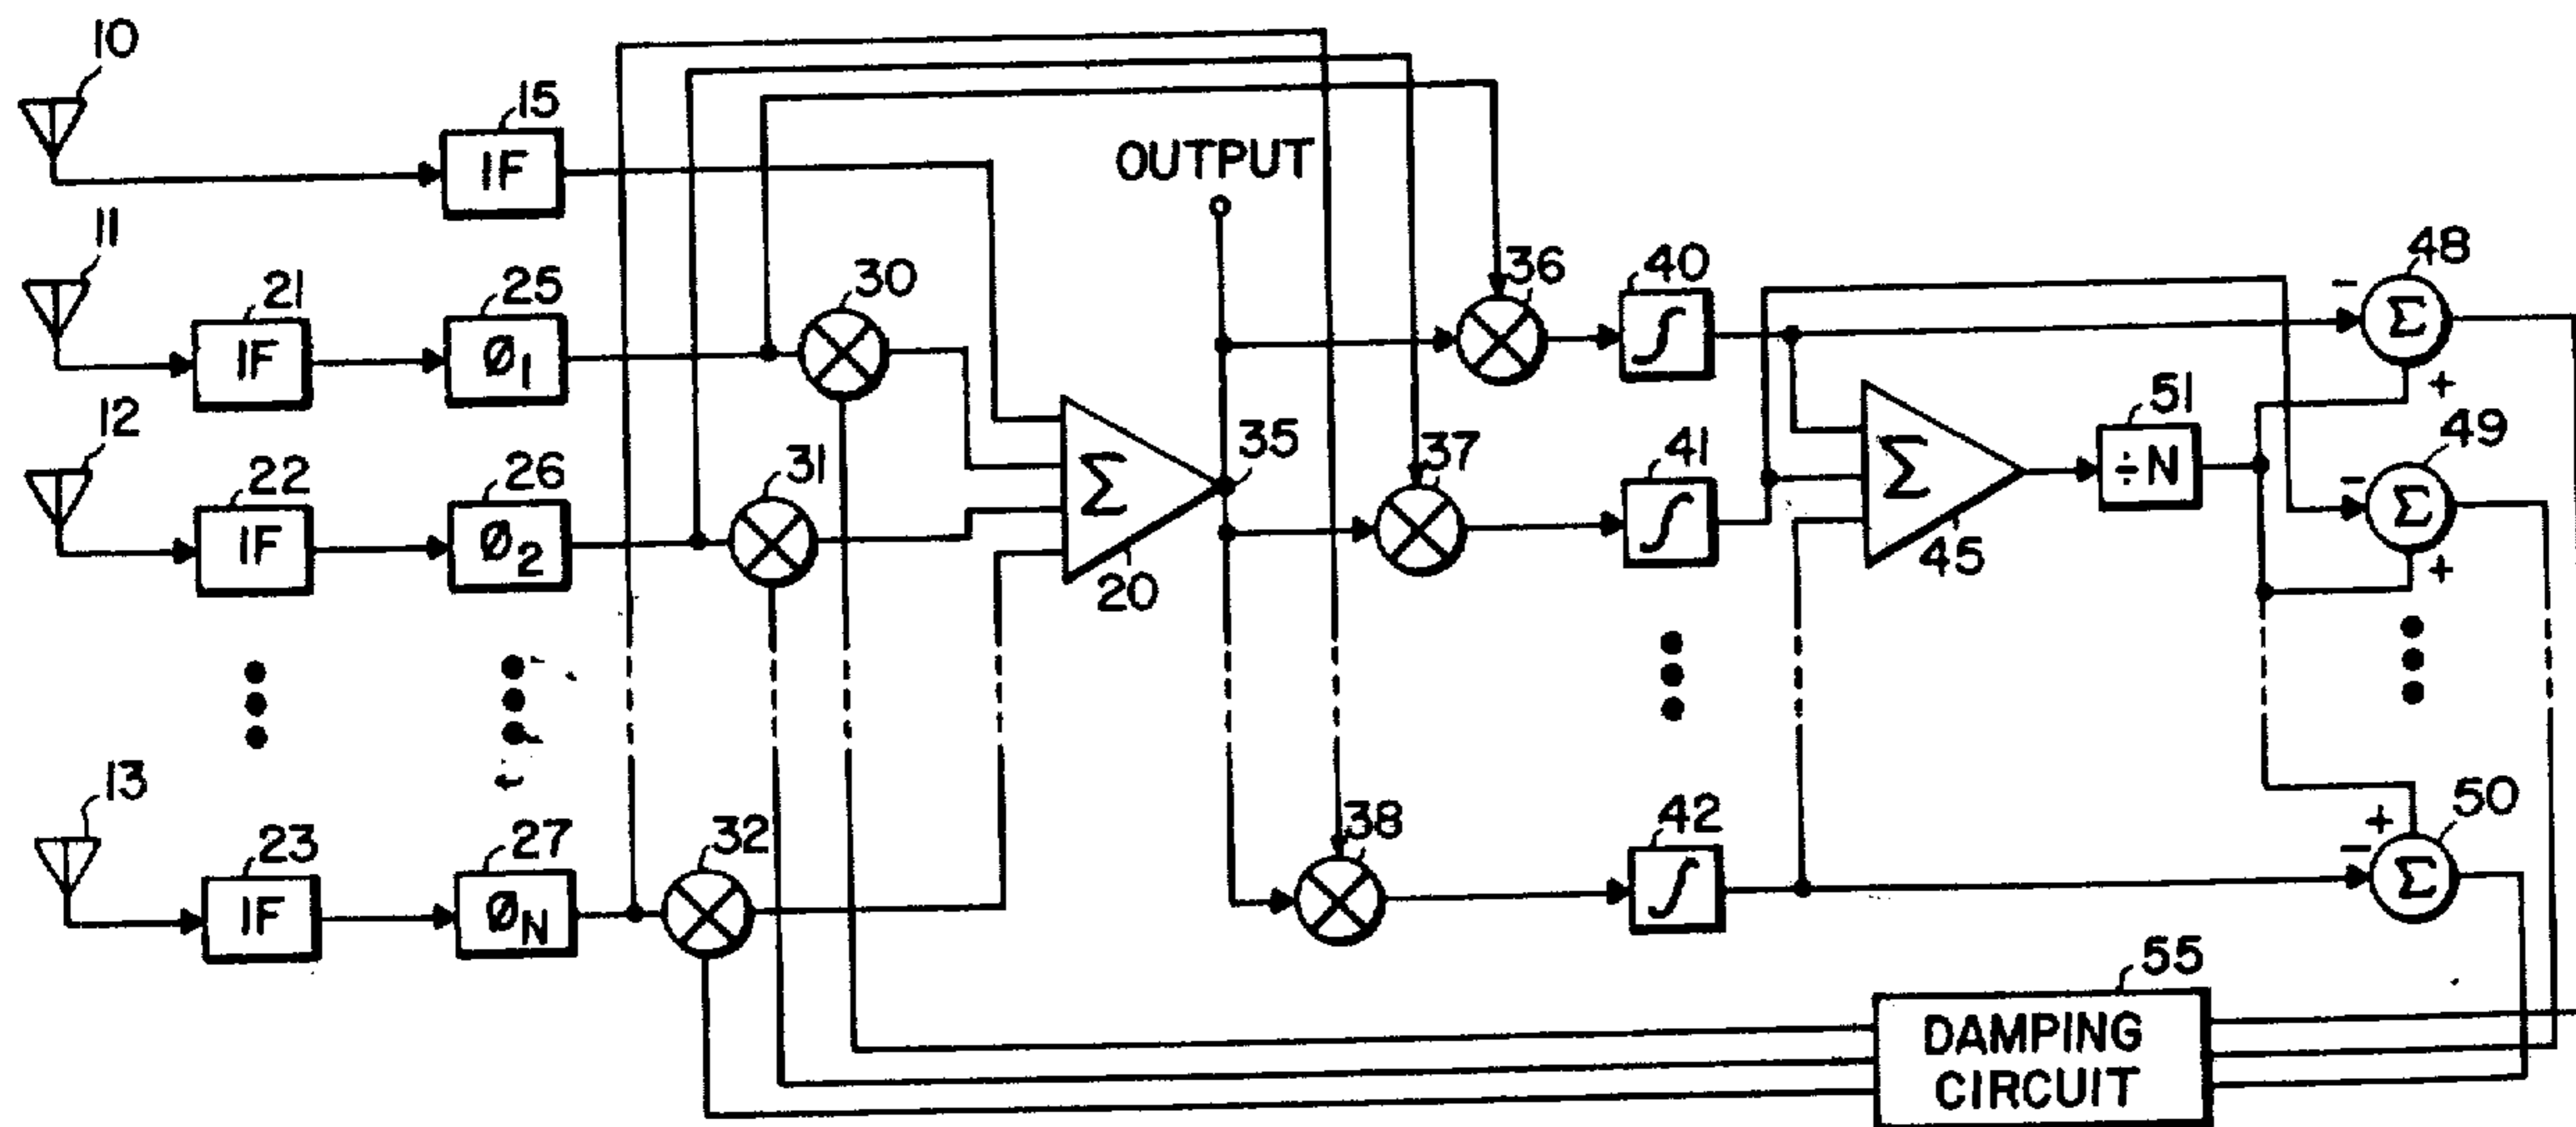 10
15
IF
OUTPUT
11
21
IF
25
Ø1
30
36
40
∫
48
-
Σ
+
12
22
IF
26
Ø2
31
Σ
20
35
37
41
∫
Σ
45
51
÷N
49
-
Σ
+
13
23
IF
27
ØN
32
38
42
∫
50
+
-
Σ
55
DAMPING
CIRCUIT